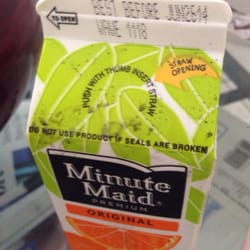 TO OPEN
BEST BEFORE
STRAW
OPENING
PUSH WITH THUMB INSERT STRAW
DO NOT USE PRODUCT IF SEALS ARE BROKEN
Minute
Maid®
PREMIUM
ORIGINAL